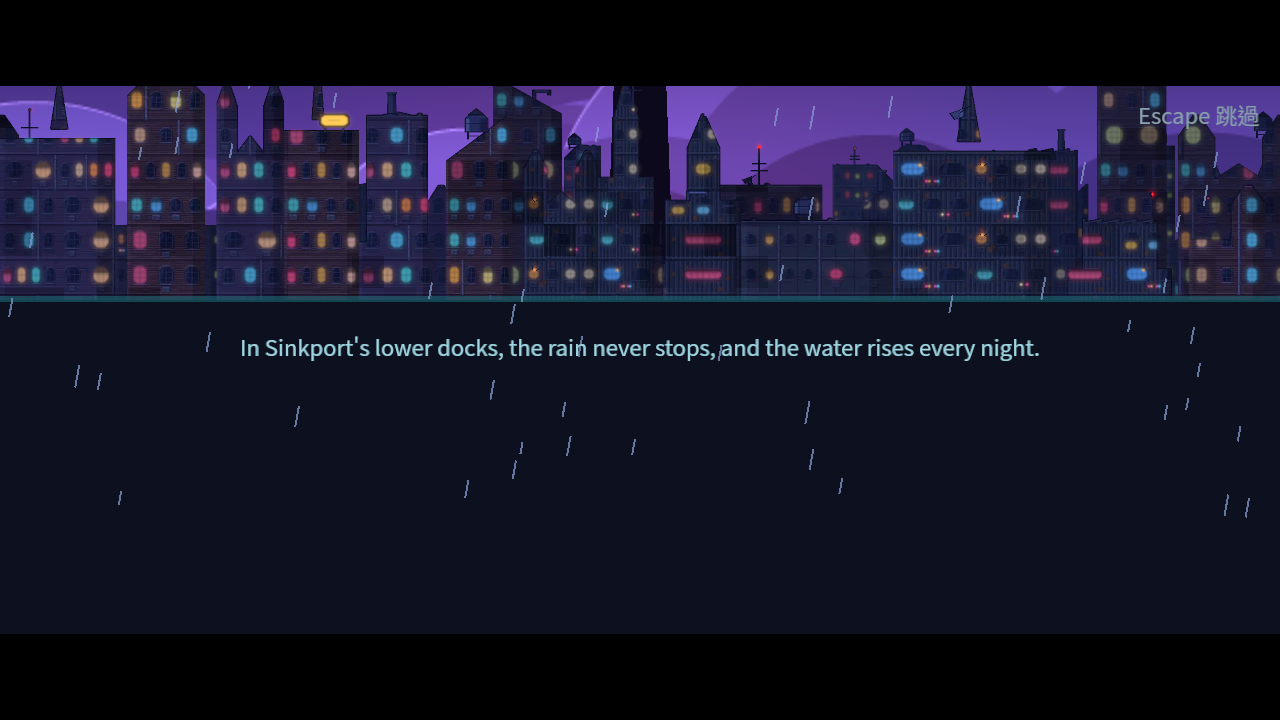 Escape 跳過
In Sinkport's lower docks, the rain never stops, and the water rises every night.